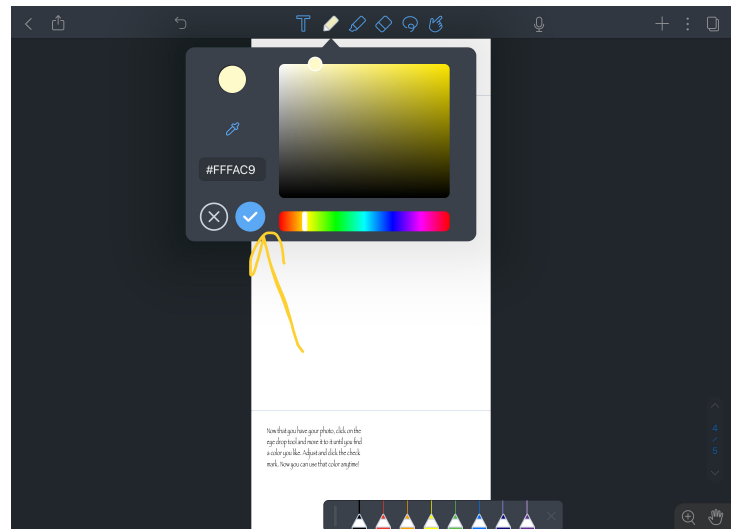 T
#FFFAC9
Now that you have your photo, click on the
eye drop tool and move it to it until you find
a color you like. Adjust and click the check
mark. Now you can use that color anytime!
4
/
5